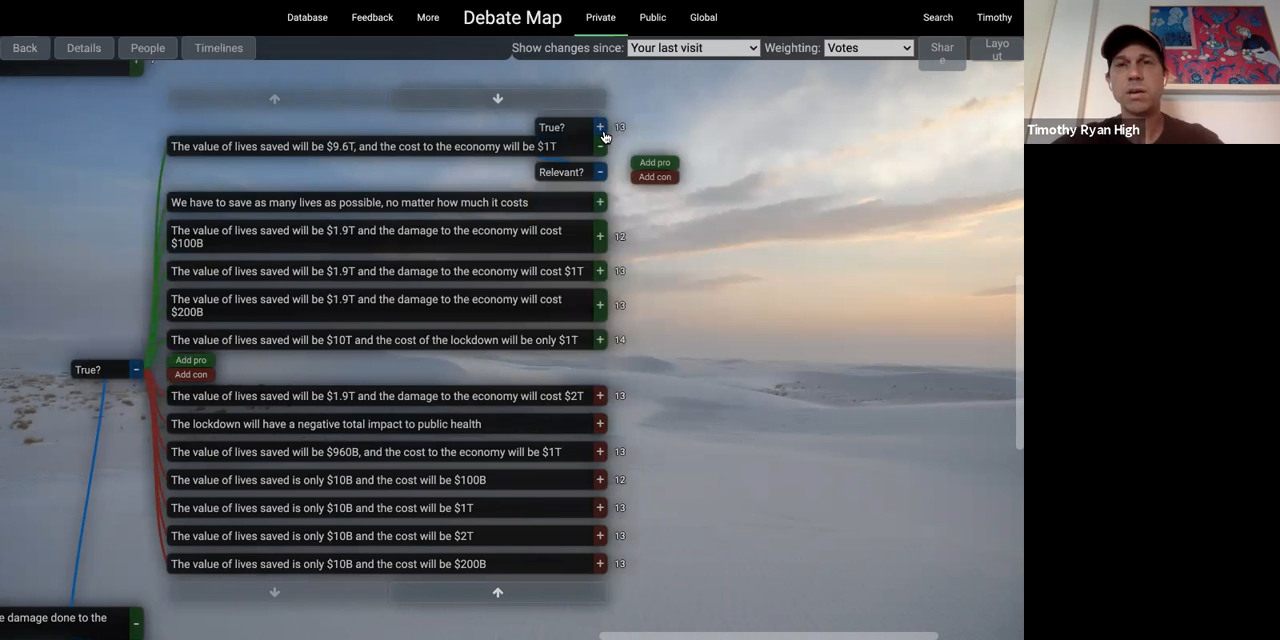 Database Feedback More Debate Map Private Public Global Search Timothy
Back Details People Timelines Show changes since: Your last visit Weighting: Votes Shar
e Layo
ut
True? + 13
The value of lives saved will be $9.6T, and the cost to the economy will be $1T -
Relevant? -
Add pro
Add con
We have to save as many lives as possible, no matter how much it costs +
The value of lives saved will be $1.9T and the damage to the economy will cost
$100B + 12
The value of lives saved will be $1.9T and the damage to the economy will cost $1T + 13
The value of lives saved will be $1.9T and the damage to the economy will cost
$200B + 13
The value of lives saved will be $10T and the cost of the lockdown will be only $1T + 14
True? -
Add pro
Add con
The value of lives saved will be $1.9T and the damage to the economy will cost $2T + 13
The lockdown will have a negative total impact to public health +
The value of lives saved will be $960B, and the cost to the economy will be $1T + 13
The value of lives saved is only $10B and the cost will be $100B + 12
The value of lives saved is only $10B and the cost will be $1T + 13
The value of lives saved is only $10B and the cost will be $2T + 13
The value of lives saved is only $10B and the cost will be $200B + 13
e damage done to the -
Timothy Ryan High